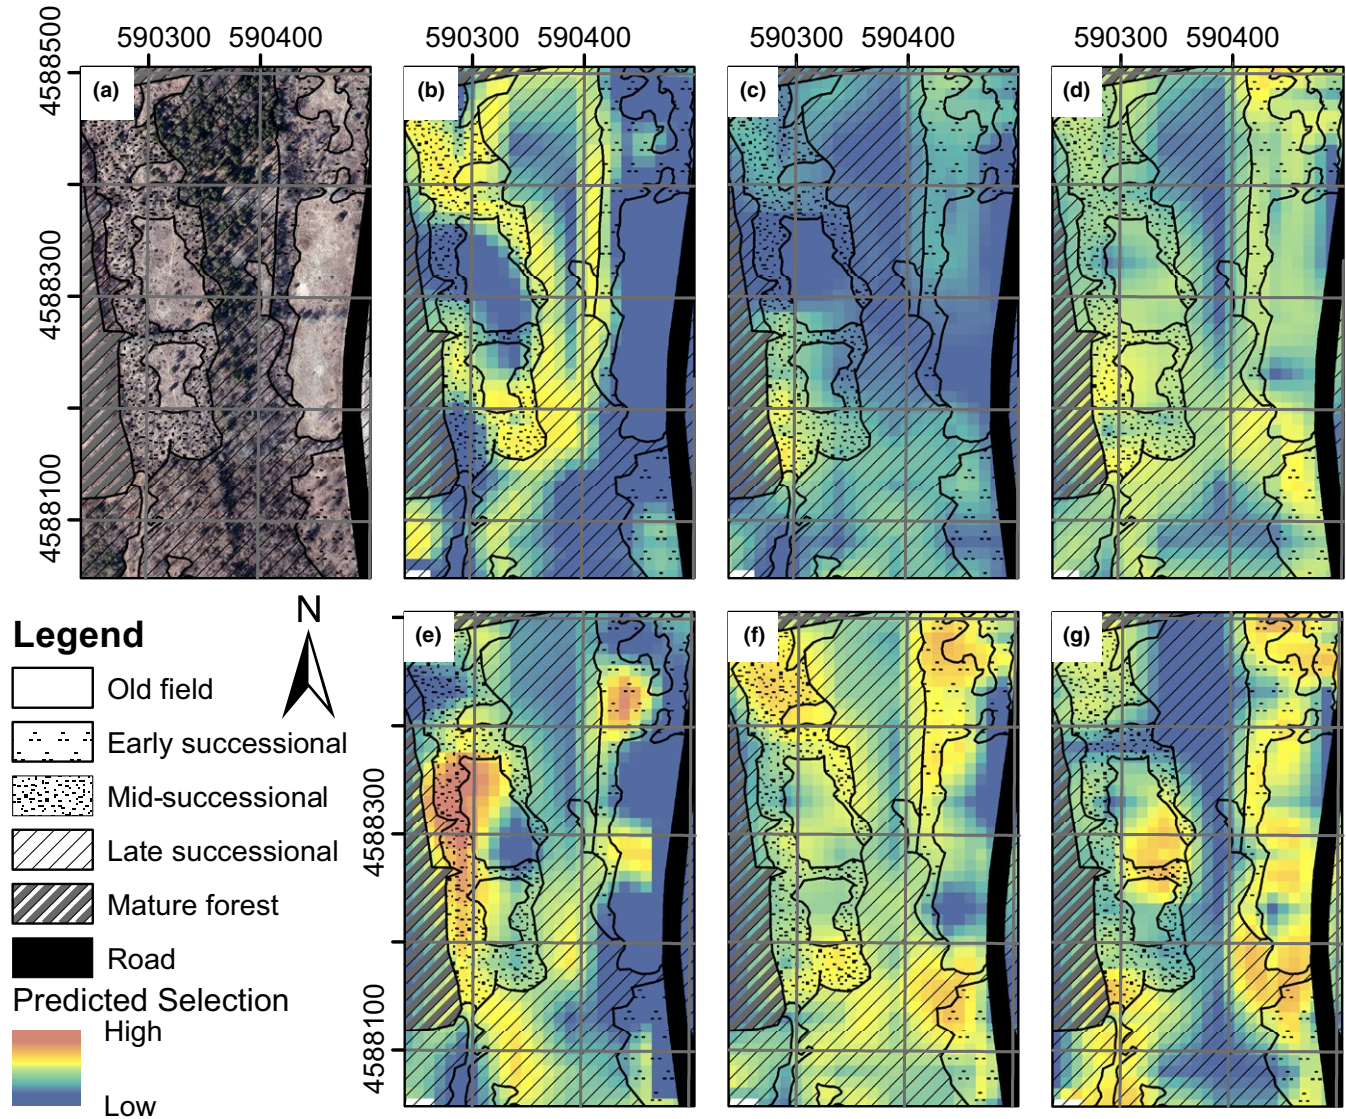 590300 590400 590300 590400 590300 590400 590300 590400
4588500
4588300
4588100
(a) (b) (c) (d)
(e) (f) (g)
4588300
4588100
N
Legend
Old field
Early successional
Mid-successional
Late successional
Mature forest
Road
Predicted Selection
High
Low